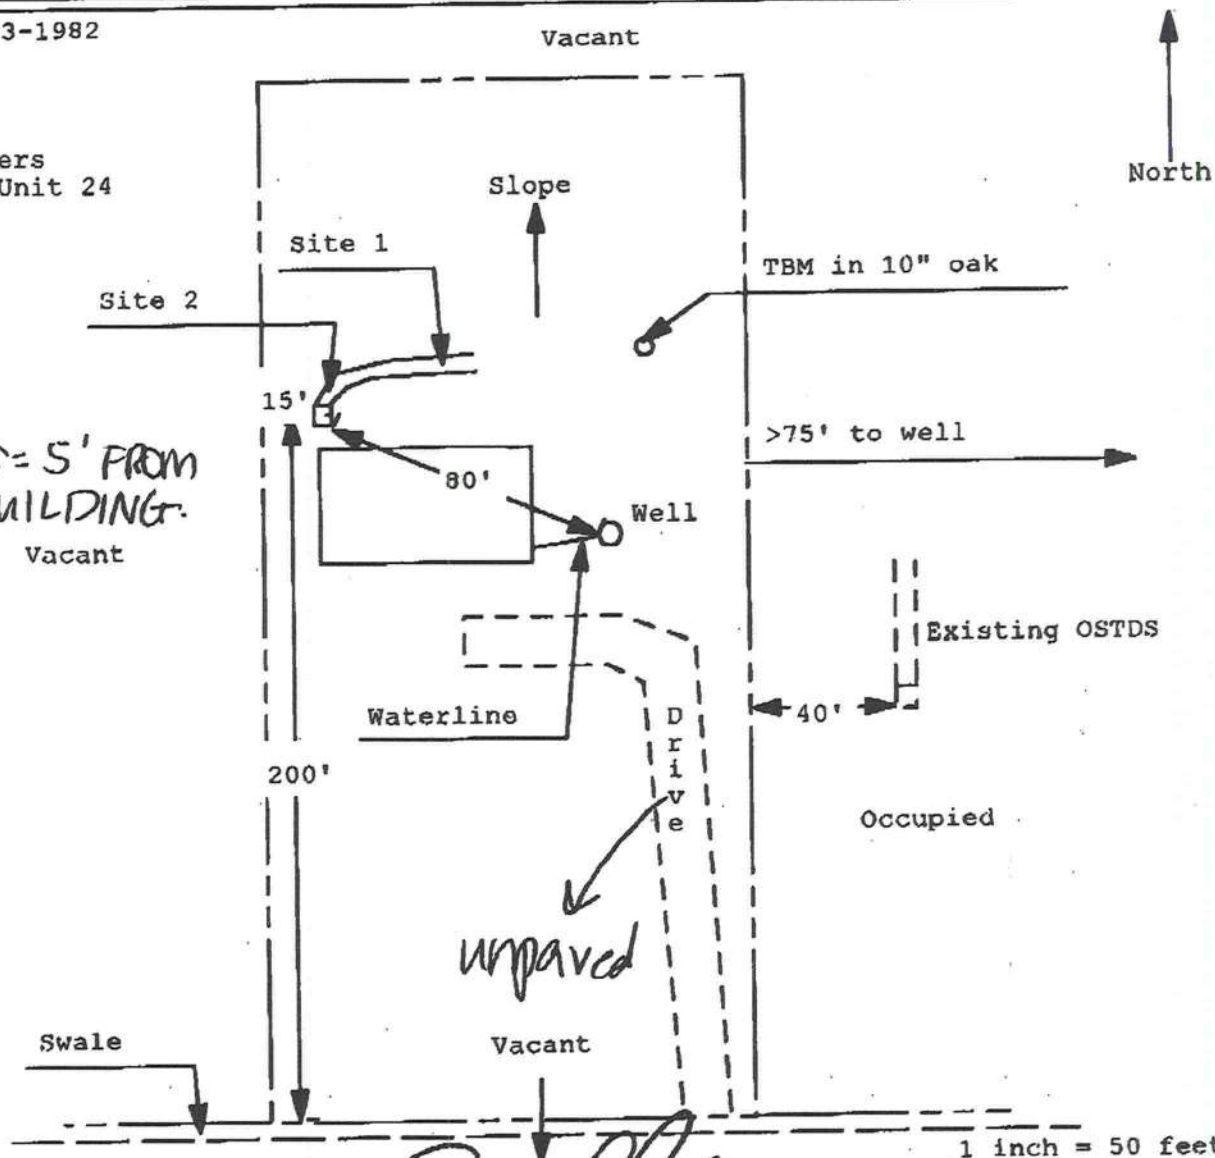 3-1982
Vacant
ers
Unit 24
North
Slope
Site 1
TBM in 10" oak
Site 2
15'
>75' to well
= 5' FROM
UILDING.
80'
Well
Vacant
Existing OSTDS
Waterline
40'
Drive
200'
Occupied
unpaved
Swale
Vacant
1 inch = 50 feet